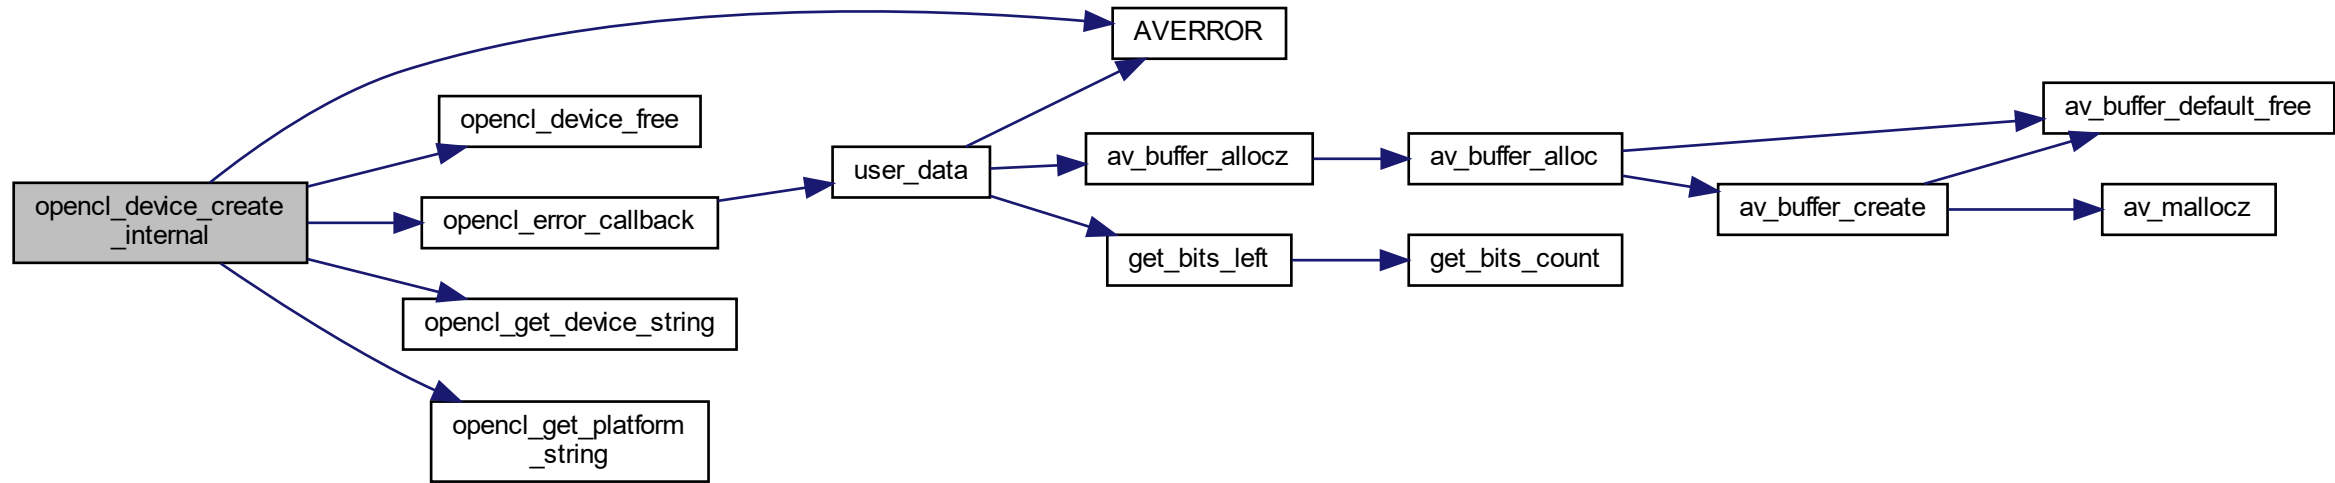 opencl_device_create
_internal
AVERROR
opencl_device_free
opencl_error_callback
opencl_get_device_string
opencl_get_platform
_string
user_data
av_buffer_allocz
get_bits_left
av_buffer_alloc
get_bits_count
av_buffer_create
av_buffer_default_free
av_mallocz